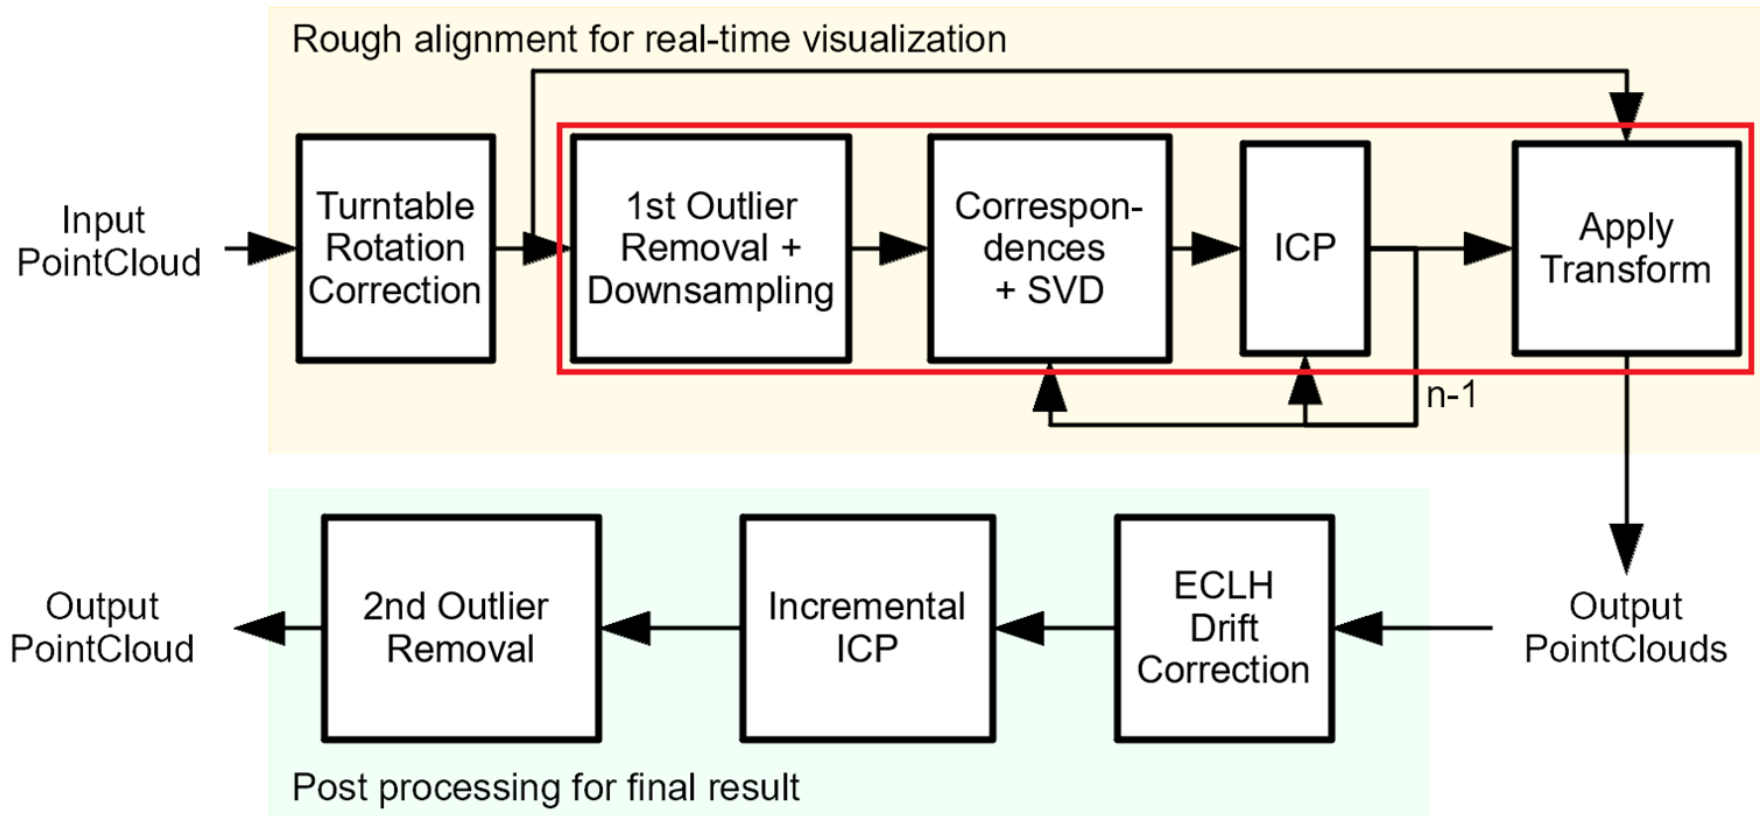 Rough alignment for real-time visualization
Input
PointCloud
Turntable
Rotation
Correction
1st Outlier
Removal +
Downsampling
Correspon-
dences
+ SVD
ICP
Apply
Transform
n-1
Output
PointClouds
ECLH
Drift
Correction
Incremental
ICP
2nd Outlier
Removal
Output
PointCloud
Post processing for final result